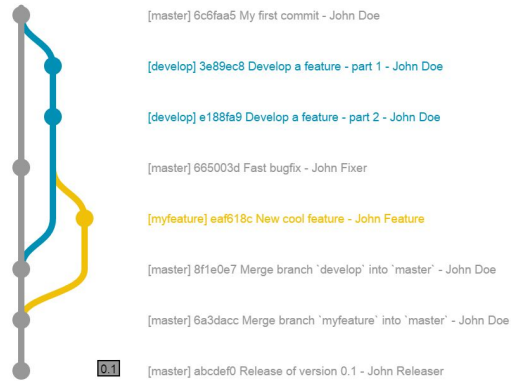 [master] 6c6faa5 My first commit - John Doe
[develop] 3e89ec8 Develop a feature - part 1 - John Doe
[develop] e188fa9 Develop a feature - part 2 - John Doe
[master] 665003d Fast bugfix - John Fixer
[myfeature] eaf618c New cool feature - John Feature
[master] 8f1e0e7 Merge branch `develop` into `master` - John Doe
[master] 6a3dacc Merge branch `myfeature` into `master` - John Doe
0.1 [master] abcdef0 Release of version 0.1 - John Releaser